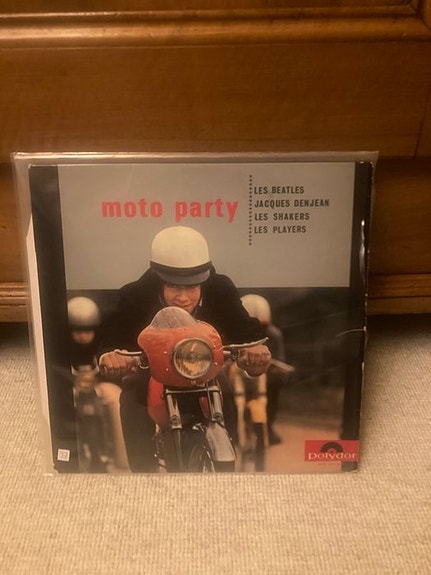 moto party
LES BEATLES
JACQUES DENJEAN
LES SHAKERS
LES PLAYERS
polydor